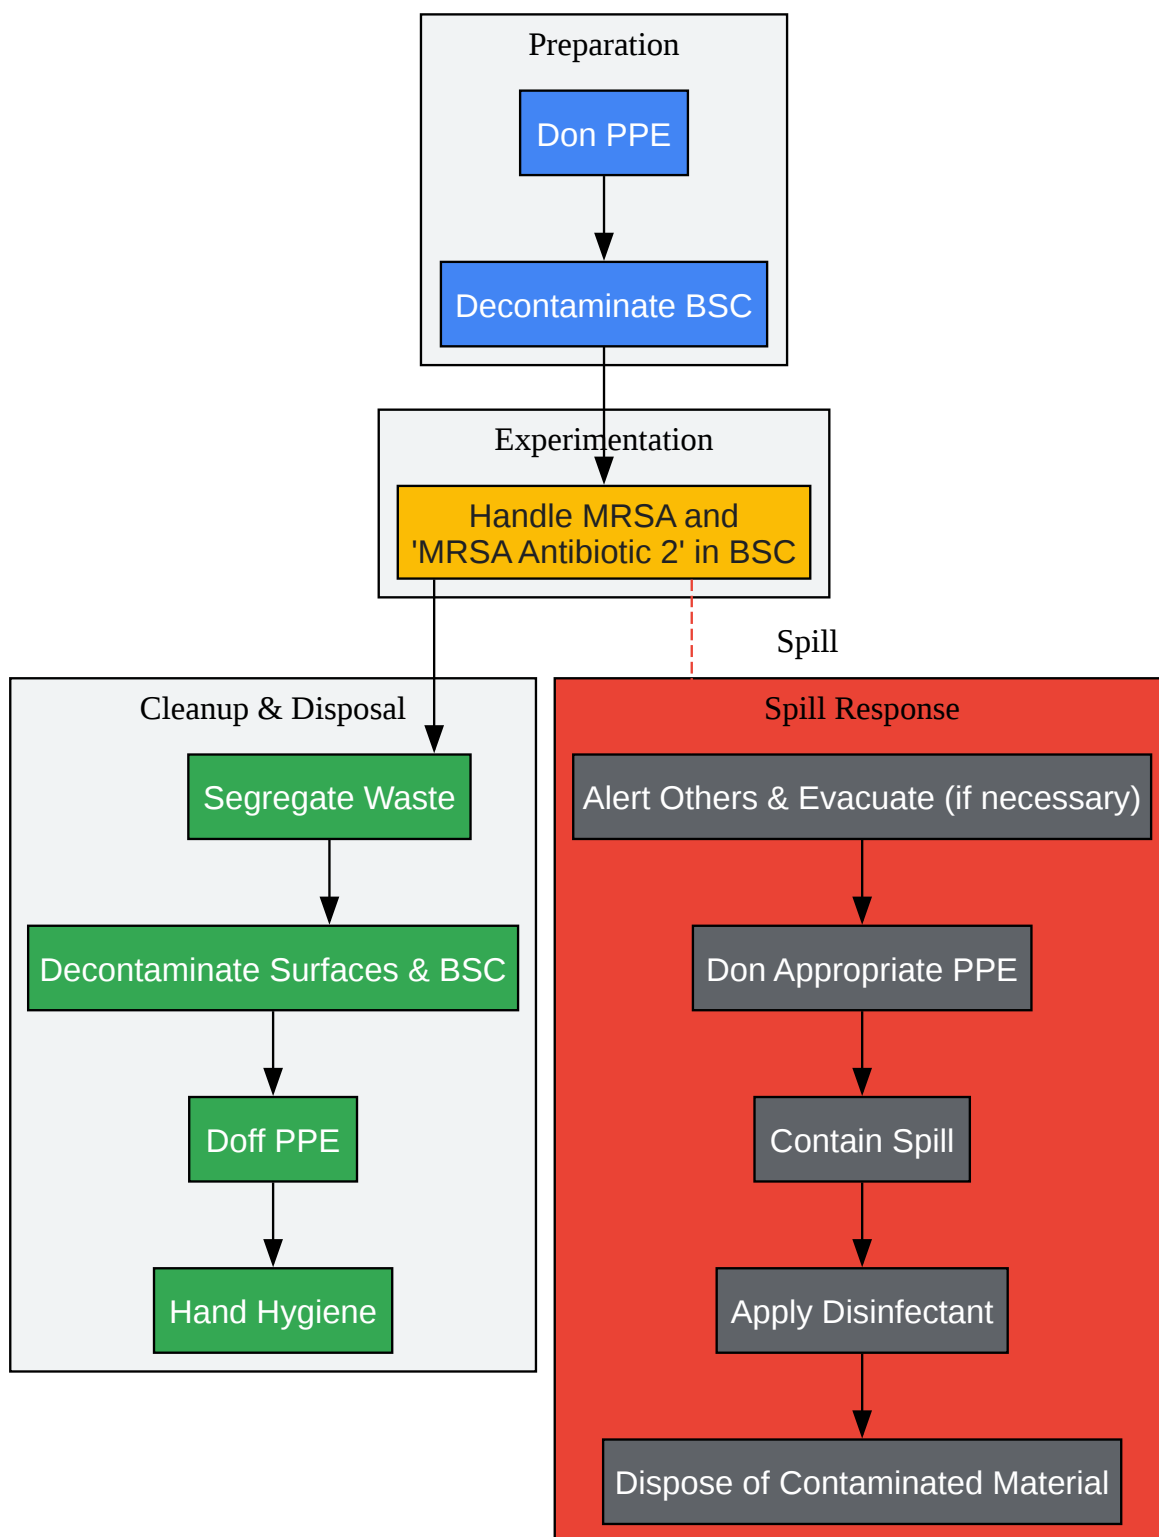 Preparation
Don PPE
Decontaminate BSC
Experimentation
Handle MRSA and
'MRSA Antibiotic 2' in BSC
Spill
Cleanup & Disposal
Segregate Waste
Decontaminate Surfaces & BSC
Doff PPE
Hand Hygiene
Spill Response
Alert Others & Evacuate (if necessary)
Don Appropriate PPE
Contain Spill
Apply Disinfectant
Dispose of Contaminated Material